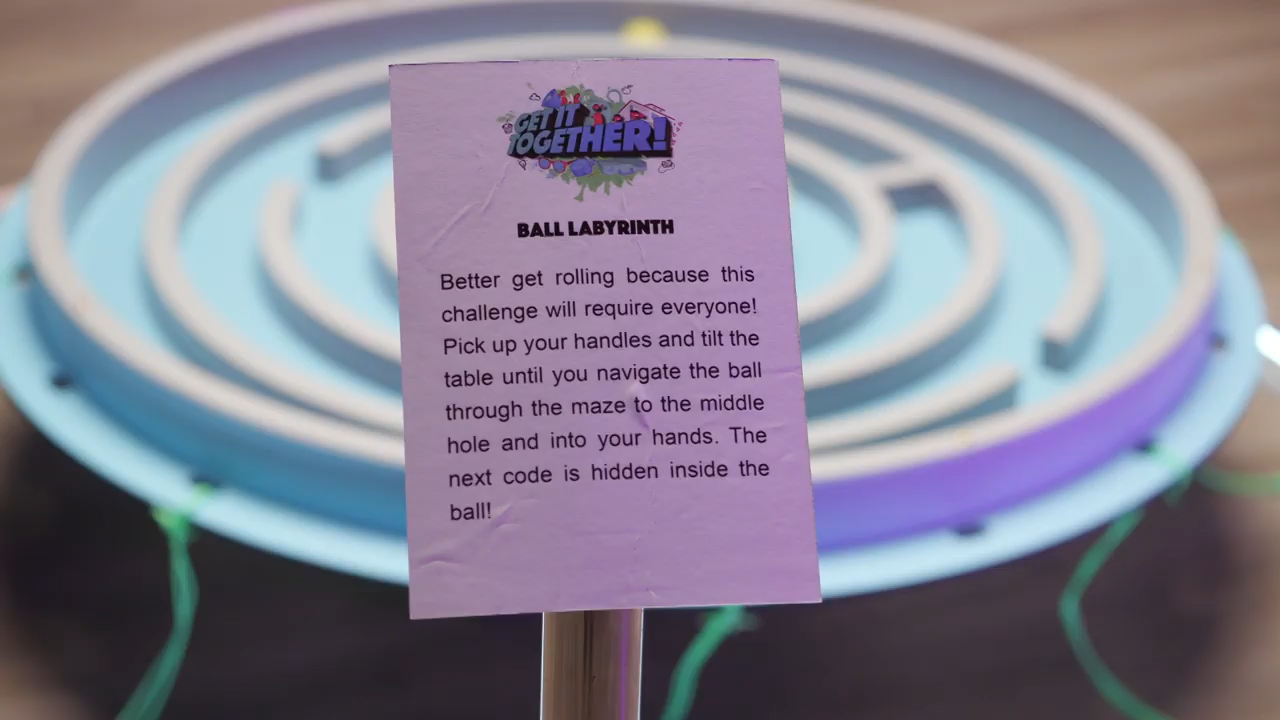 GET IT
TOGETHER!
BALL LABYRINTH
Better get rolling because this
challenge will require everyone!
Pick up your handles and tilt the
table until you navigate the ball
through the maze to the middle
hole and into your hands. The
next code is hidden inside the
ball!